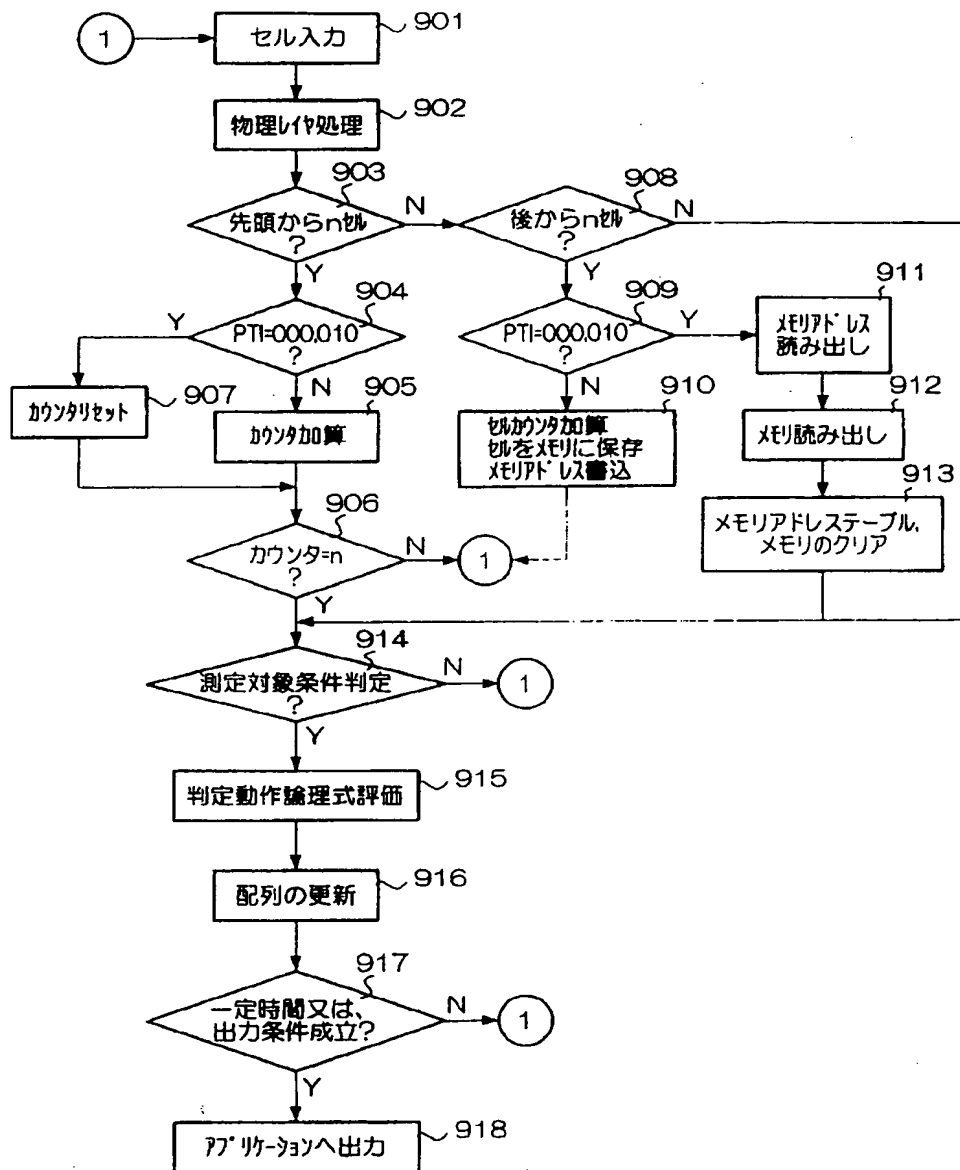 1
セル入力
901
物理レイヤ処理
902
903
先頭からnセル
?
N
Y
908
後からnセル
?
N
Y
904
Y
PTI=000,010
?
N
909
PTI=000,010
?
Y
N
911
メモリアドレス
読み出し
カウンタリセット
907
905
カウンタ加算
910
セルカウンタ加算
セルをメモリに保存
メモリアドレス書込
912
メモリ読み出し
913
メモリアドレステーブル,
メモリのクリア
906
カウンタ=n
?
N
Y
1
914
測定対象条件判定
?
N
Y
1
判定動作論理式評価
915
配列の更新
916
917
一定時間又は、
出力条件成立?
N
Y
1
アプリケーションへ出力
918